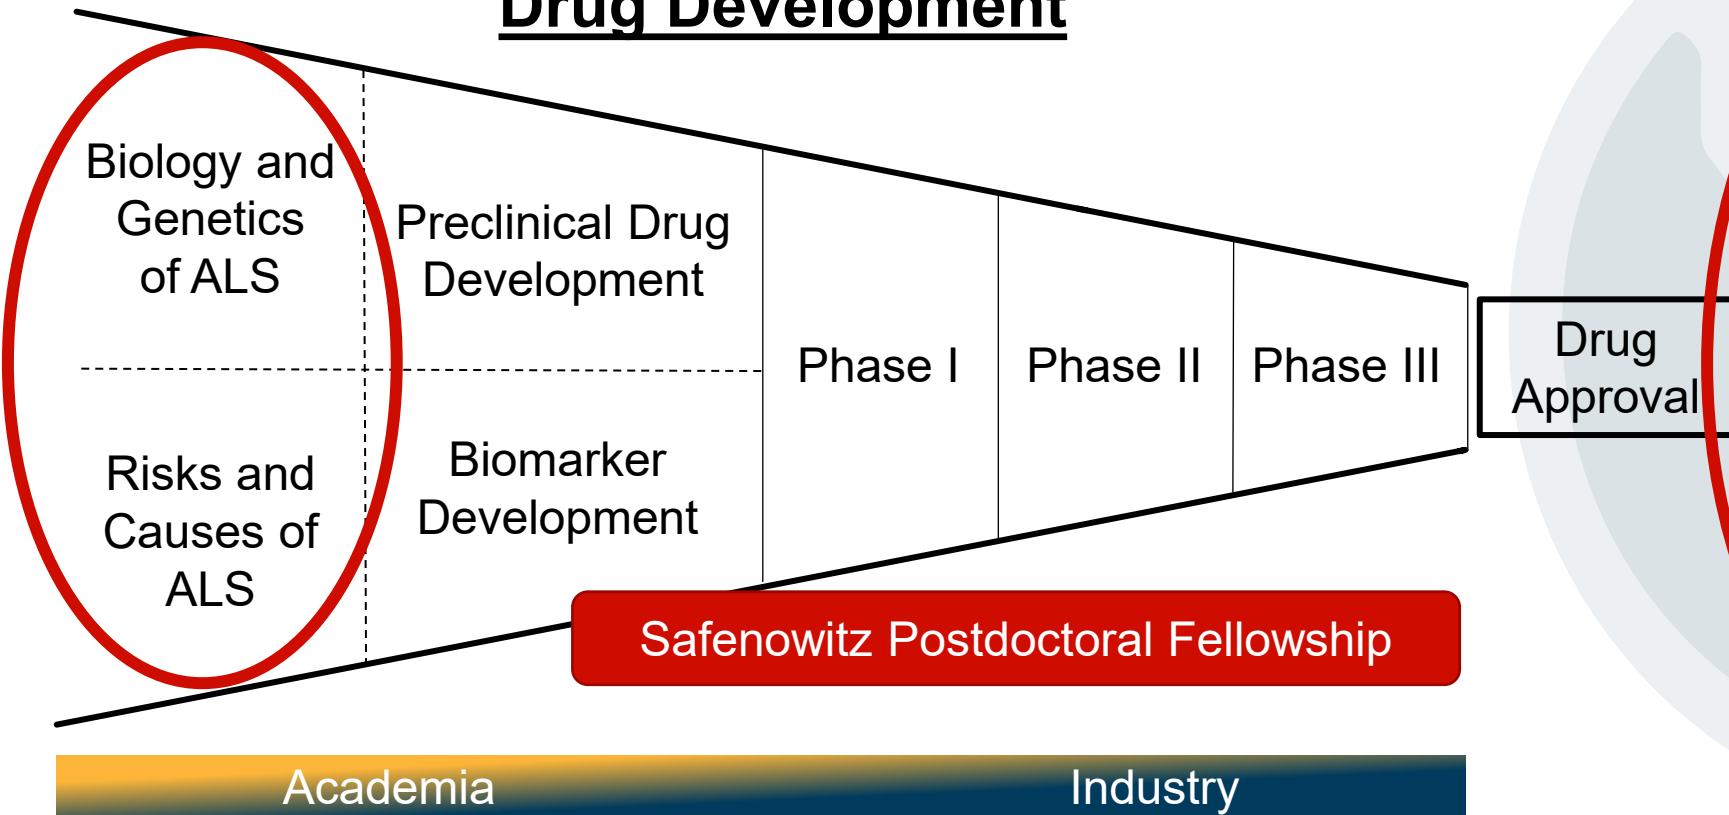 Drug Development
Biology and
Genetics
of ALS
Preclinical Drug
Development
Risks and
Causes of
ALS
Biomarker
Development
Phase I
Phase II
Phase III
Drug
Approval
Safenowitz Postdoctoral Fellowship
Academia
Industry